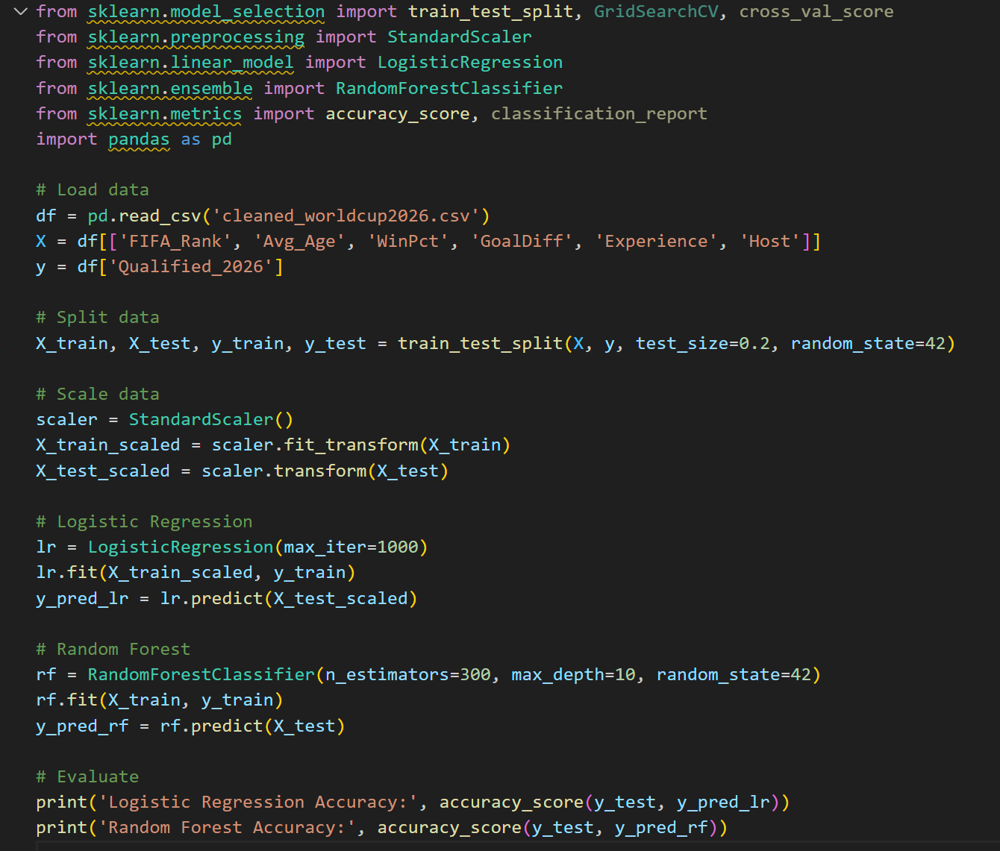 from sklearn.model_selection import train_test_split, GridSearchCV, cross_val_score
from sklearn.preprocessing import StandardScaler
from sklearn.linear_model import LogisticRegression
from sklearn.ensemble import RandomForestClassifier
from sklearn.metrics import accuracy_score, classification_report
import pandas as pd
# Load data
df = pd.read_csv('cleaned_worldcup2026.csv')
X = df[['FIFA_Rank', 'Avg_Age', 'WinPct', 'GoalDiff', 'Experience', 'Host']]
y = df['Qualified_2026']
# Split data
X_train, X_test, y_train, y_test = train_test_split(X, y, test_size=0.2, random_state=42)
# Scale data
scaler = StandardScaler()
X_train_scaled = scaler.fit_transform(X_train)
X_test_scaled = scaler.transform(X_test)
# Logistic Regression
lr = LogisticRegression(max_iter=1000)
lr.fit(X_train_scaled, y_train)
y_pred_lr = lr.predict(X_test_scaled)
# Random Forest
rf = RandomForestClassifier(n_estimators=300, max_depth=10, random_state=42)
rf.fit(X_train, y_train)
y_pred_rf = rf.predict(X_test)
# Evaluate
print('Logistic Regression Accuracy:', accuracy_score(y_test, y_pred_lr))
print('Random Forest Accuracy:', accuracy_score(y_test, y_pred_rf))